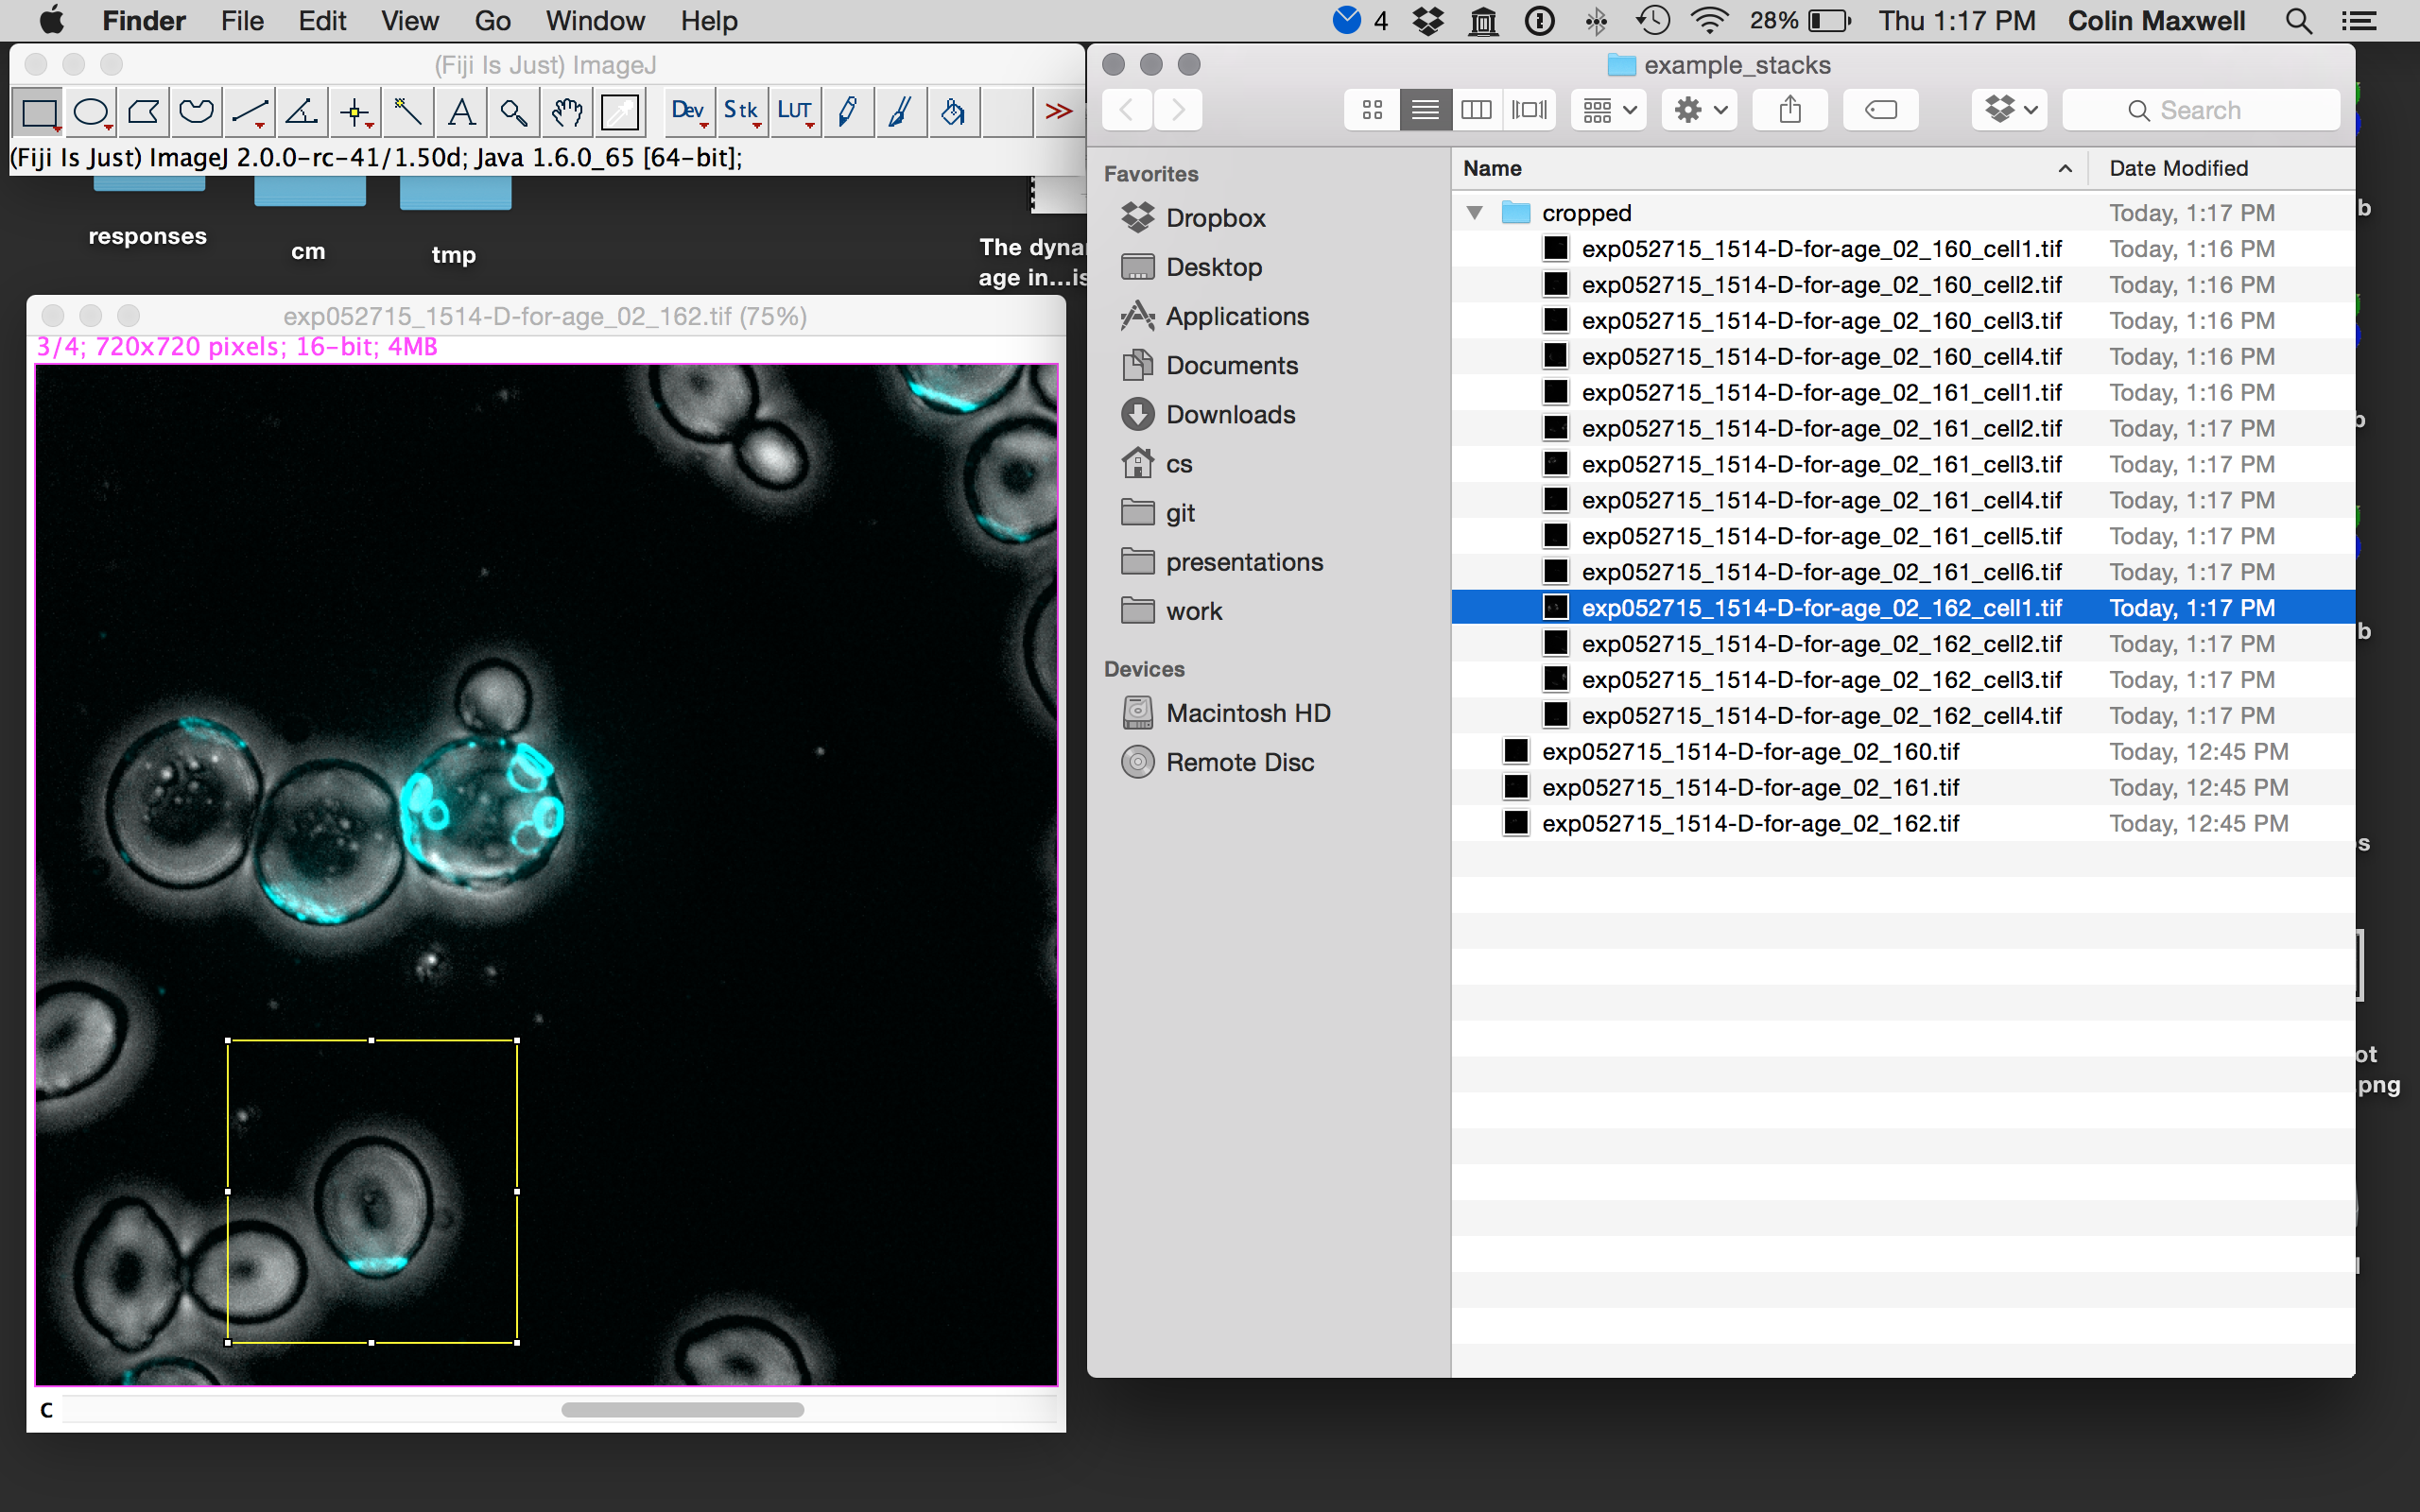 Finder File Edit View Go Window Help 4 28% Thu 1:17 PM Colin Maxwell
(Fiji Is Just) ImageJ
Dev Stk LUT A >>
(Fiji Is Just) ImageJ 2.0.0-rc-41/1.50d; Java 1.6.0_65 [64-bit];
responses
cm
tmp
The dyna
age in...is
exp052715_1514-D-for-age_02_162.tif (75%)
3/4; 720x720 pixels; 16-bit; 4MB
C
example_stacks
Search
Favorites
Dropbox
Desktop
Applications
Documents
Downloads
cs
git
presentations
work
Devices
Macintosh HD
Remote Disc
Name Date Modified
cropped Today, 1:17 PM
exp052715_1514-D-for-age_02_160_cell1.tif Today, 1:16 PM
exp052715_1514-D-for-age_02_160_cell2.tif Today, 1:16 PM
exp052715_1514-D-for-age_02_160_cell3.tif Today, 1:16 PM
exp052715_1514-D-for-age_02_160_cell4.tif Today, 1:16 PM
exp052715_1514-D-for-age_02_161_cell1.tif Today, 1:16 PM
exp052715_1514-D-for-age_02_161_cell2.tif Today, 1:17 PM
exp052715_1514-D-for-age_02_161_cell3.tif Today, 1:17 PM
exp052715_1514-D-for-age_02_161_cell4.tif Today, 1:17 PM
exp052715_1514-D-for-age_02_161_cell5.tif Today, 1:17 PM
exp052715_1514-D-for-age_02_161_cell6.tif Today, 1:17 PM
exp052715_1514-D-for-age_02_162_cell1.tif Today, 1:17 PM
exp052715_1514-D-for-age_02_162_cell2.tif Today, 1:17 PM
exp052715_1514-D-for-age_02_162_cell3.tif Today, 1:17 PM
exp052715_1514-D-for-age_02_162_cell4.tif Today, 1:17 PM
exp052715_1514-D-for-age_02_160.tif Today, 12:45 PM
exp052715_1514-D-for-age_02_161.tif Today, 12:45 PM
exp052715_1514-D-for-age_02_162.tif Today, 12:45 PM
b
b
b
s
ot
.png